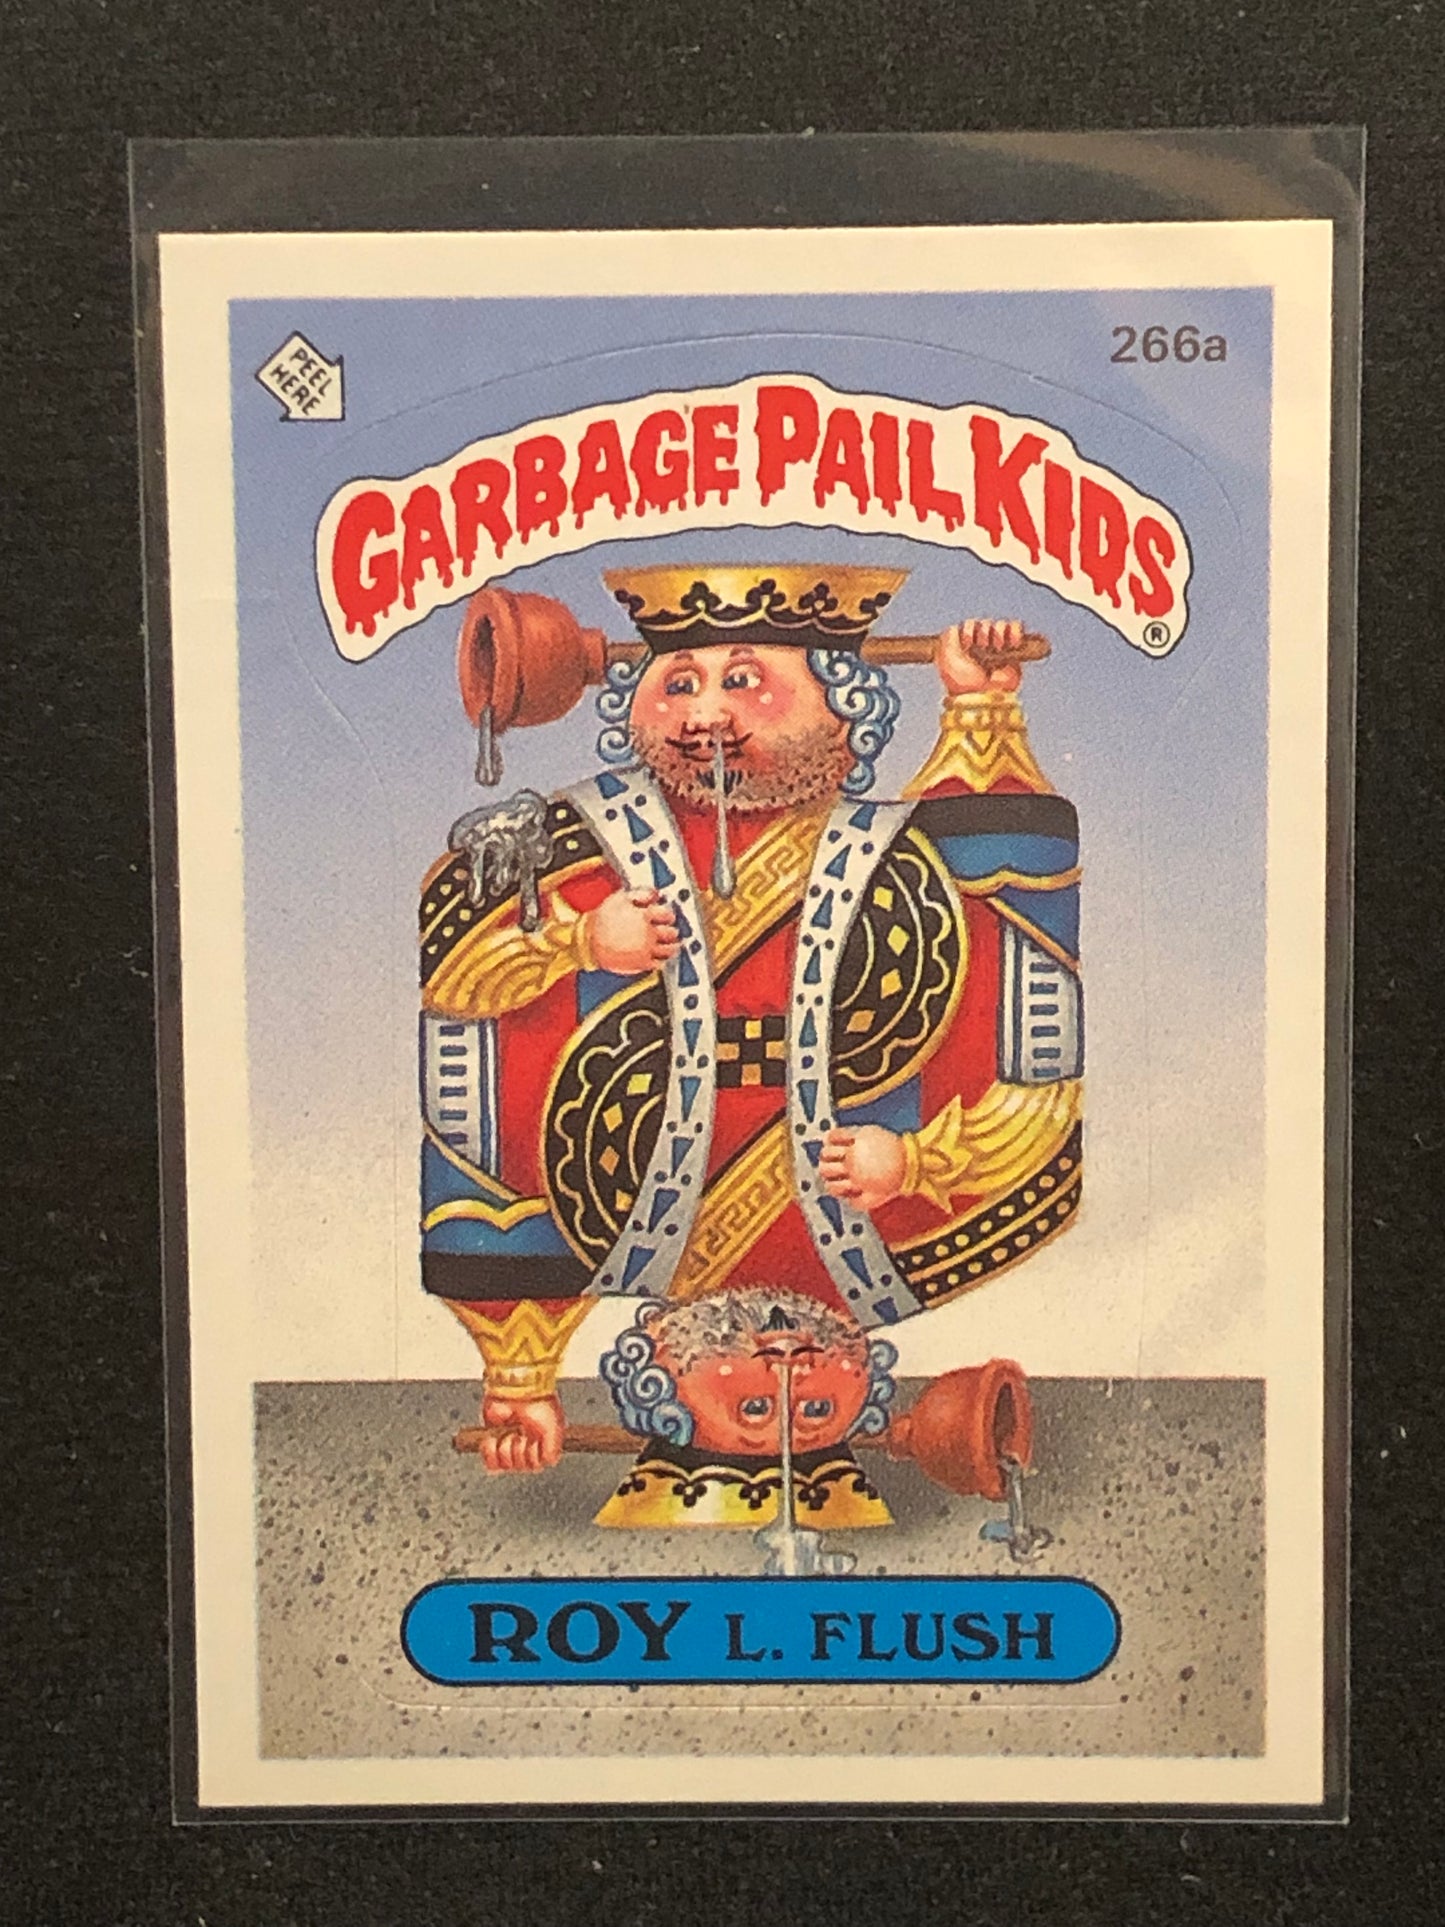 266a
PEEL
HERE
GARBAGE PAIL KIDS
®
ROY L. FLUSH